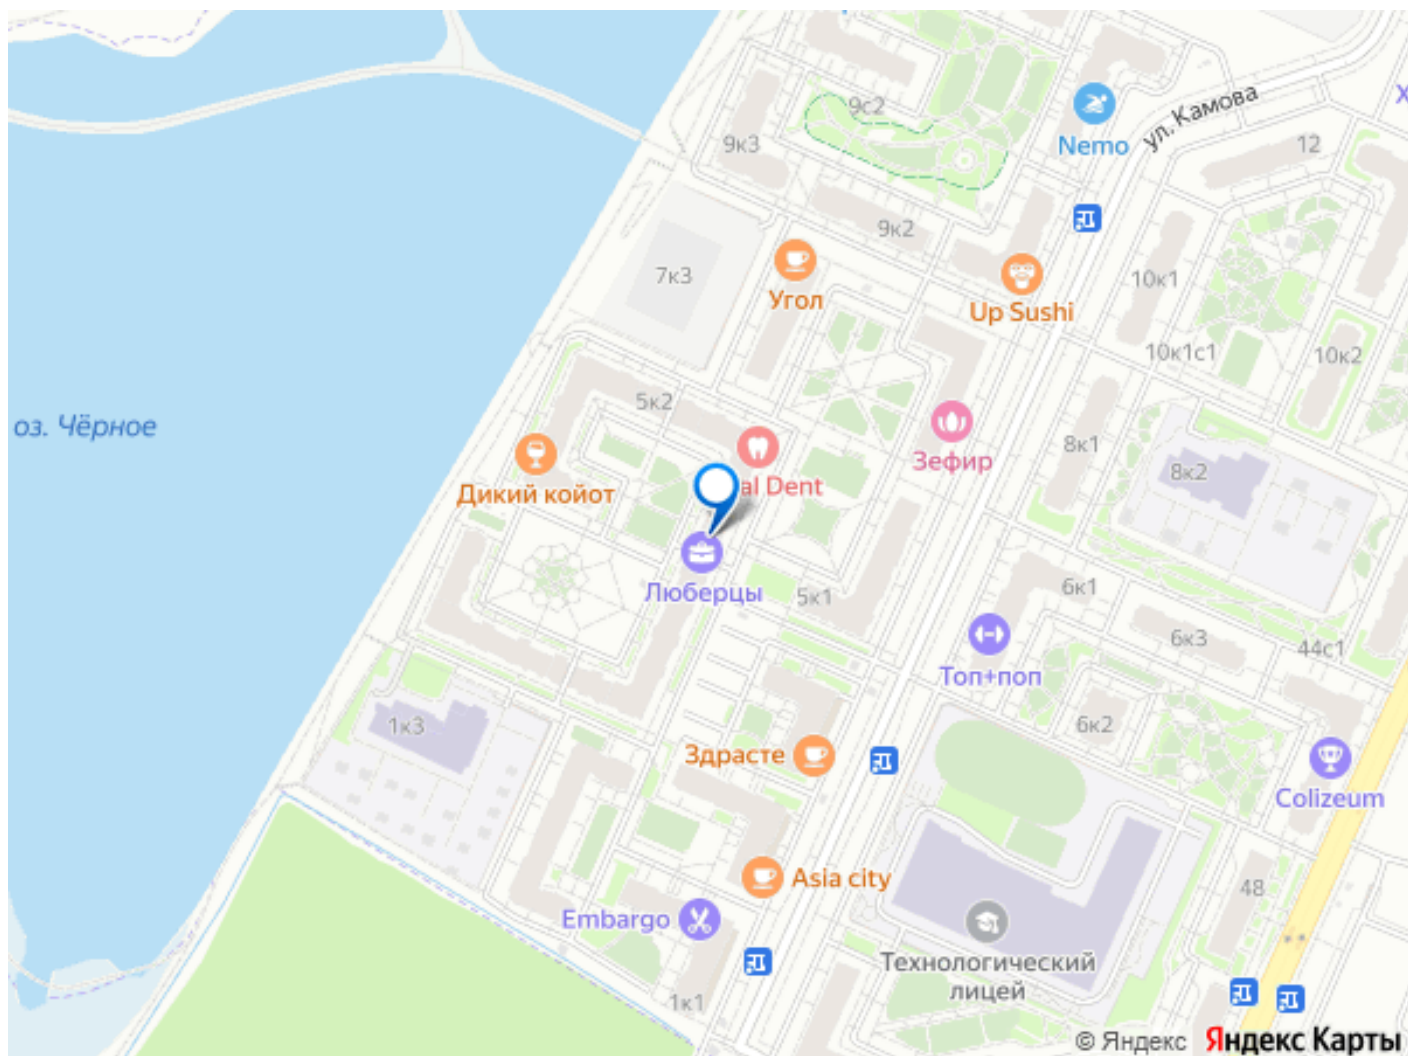 ул. Камова
9с2
Nemo
12
9к3
9к2
7к3
Угол
Up Sushi
10к1
10к1с1
10к2
оз. Чёрное
5к2
Зефир
8к1
8к2
Дикий койот
al Dent
Люберцы
5к1
6к1
6к3
44с1
Топ+поп
1к3
6к2
Здрасте
Colizeum
Asia city
48
Embargo
Технологический
лицей
1к1
© Яндекс Яндекс Карты